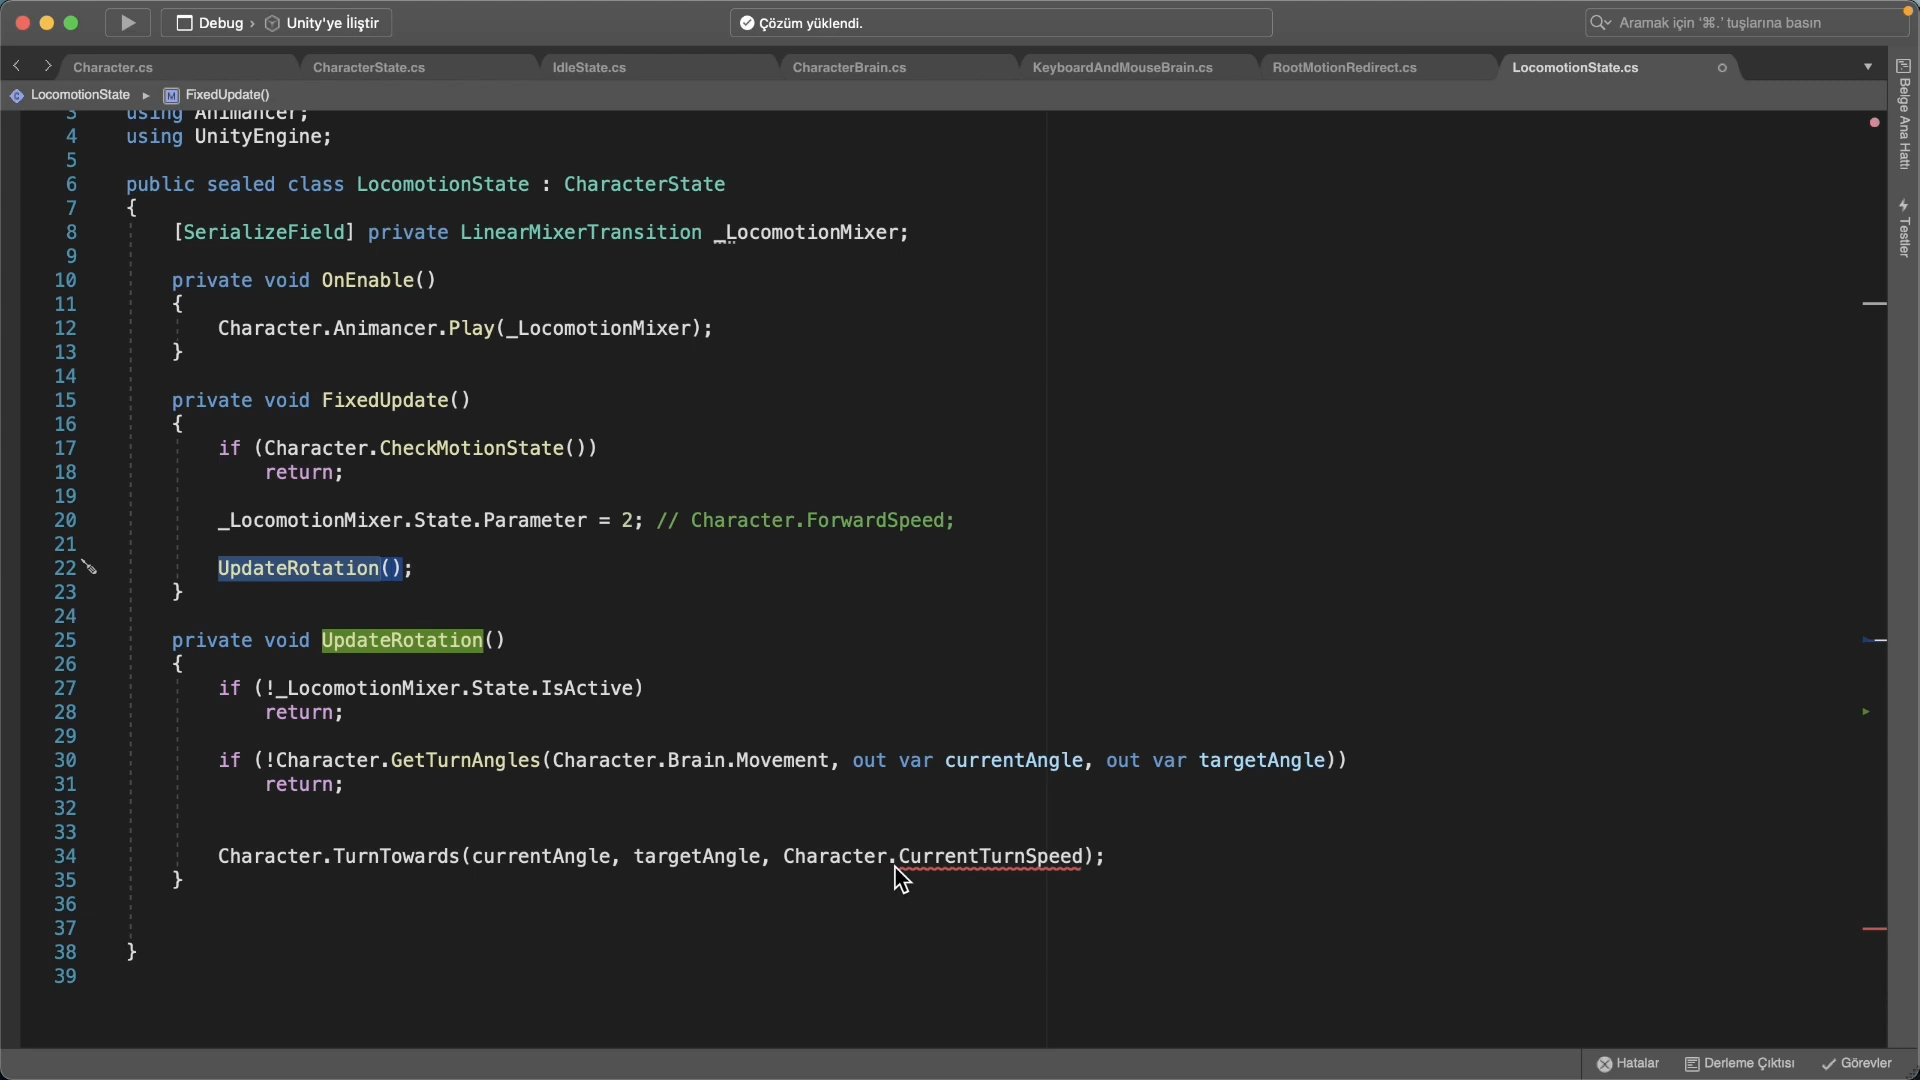 Debug › Unity'ye İliştir
Çözüm yüklendi.
Aramak için '⌘.' tuşlarına basın
Character.cs
CharacterState.cs
IdleState.cs
CharacterBrain.cs
KeyboardAndMouseBrain.cs
RootMotionRedirect.cs
LocomotionState.cs
LocomotionState ▸ M FixedUpdate()
3 using Animancer;
4 using UnityEngine;
5
6 public sealed class LocomotionState : CharacterState
7 {
8 [SerializeField] private LinearMixerTransition _LocomotionMixer;
9
10 private void OnEnable()
11 {
12 Character.Animancer.Play(_LocomotionMixer);
13 }
14
15 private void FixedUpdate()
16 {
17 if (Character.CheckMotionState())
18 return;
19
20 _LocomotionMixer.State.Parameter = 2; // Character.ForwardSpeed;
21
22 UpdateRotation();
23 }
24
25 private void UpdateRotation()
26 {
27 if (!_LocomotionMixer.State.IsActive)
28 return;
29
30 if (!Character.GetTurnAngles(Character.Brain.Movement, out var currentAngle, out var targetAngle))
31 return;
32
33
34 Character.TurnTowards(currentAngle, targetAngle, Character.CurrentTurnSpeed);
35 }
36
37
38 }
39
Belge Ana Hattı
Testler
Hatalar
Derleme Çıktısı
Görevler